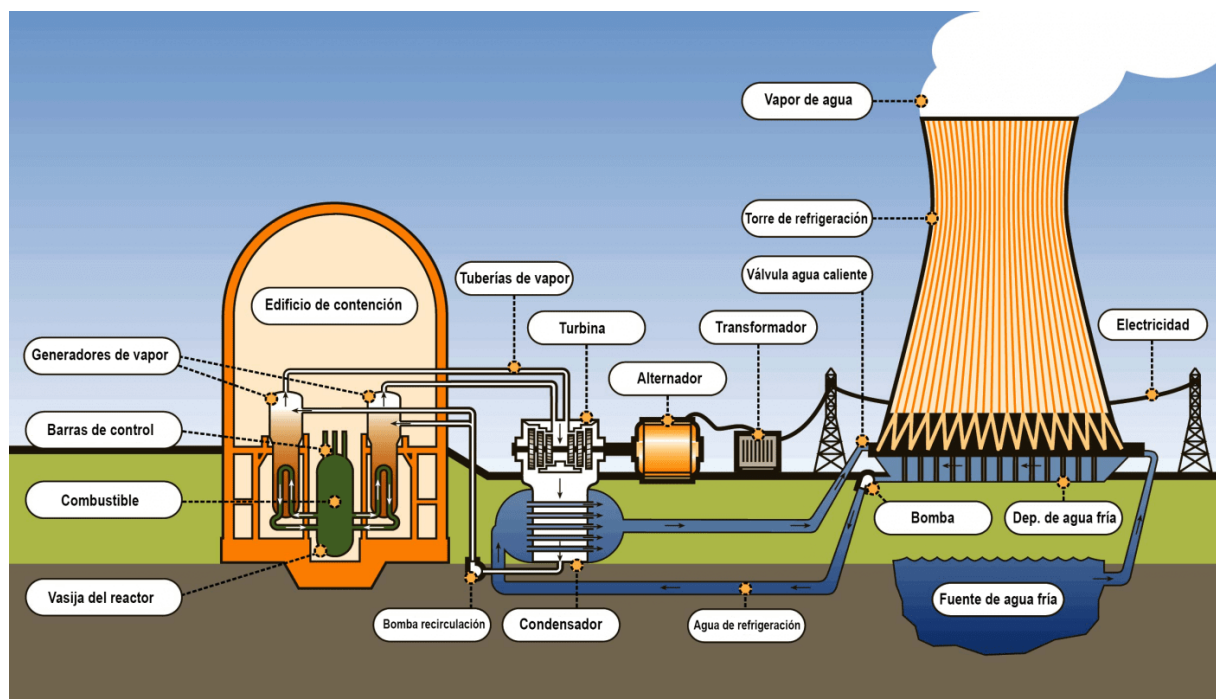 Vapor de agua
Torre de refrigeración
Válvula agua caliente
Tuberías de vapor
Edificio de contención
Turbina
Transformador
Electricidad
Generadores de vapor
Alternador
Barras de control
Combustible
Bomba
Dep. de agua fría
Vasija del reactor
Fuente de agua fría
Bomba recirculación
Condensador
Agua de refrigeración